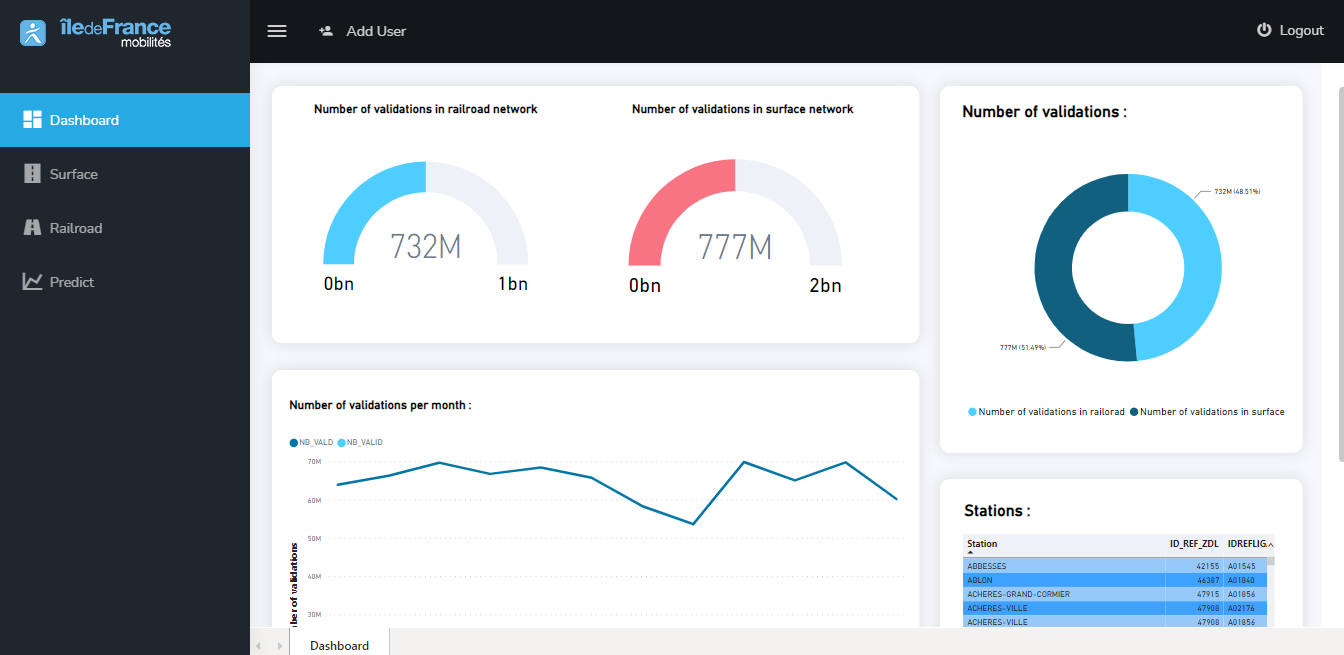 îledeFrance
mobilités
Add User
Logout
Dashboard
Surface
Railroad
Predict
Number of validations in railroad network
732M
0bn
1bn
Number of validations in surface network
777M
0bn
2bn
Number of validations :
732M (48.51%)
777M (51.49%)
Number of validations in railorad
Number of validations in surface
Number of validations per month :
NB_VALD
NB_VALID
70M
60M
50M
40M
30M
ber of validations
Stations :
Station ID_REF_ZDL IDREFLIG
ABBESSES 42155 A01545
ABLON 46387 A01840
ACHERES-GRAND-CORMIER 47915 A01856
ACHERES-VILLE 47908 A02176
ACHERES-VILLE 47908 A01856
Dashboard